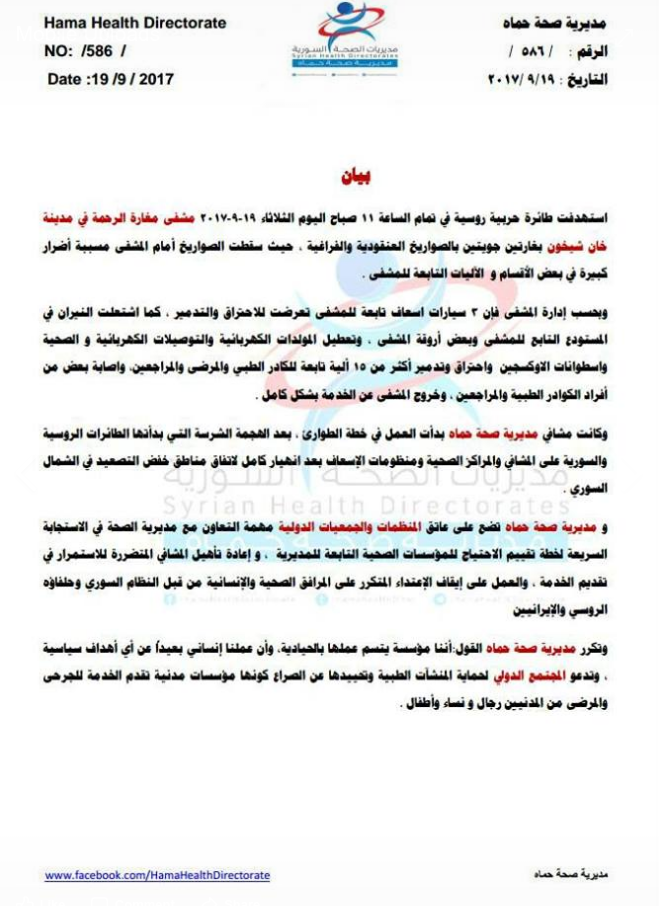 Hama Health Directorate
مديرية صحة حماه
NO: /586 /
الرقم : / ٥٨٦ /
Date :19 /9 / 2017
التاريخ : ٢٠١٧/ ٩/١٩
مديريات الصحة السورية
Syrian Health Directorates
مديرية صحة حماه
بيان
استهدفت طائرة حربية روسية في تمام الساعة ١١ صباح اليوم الثلاثاء ١٩-٩-٢٠١٧ مشفى مغارة الرحمة في مدينة
خان شيخون بغارتين جويتين بالصواريخ العنقودية والفراغية ، حيث سقطت الصواريخ أمام المشفى مسببة أضرار
كبيرة في بعض الأقسام و الأليات التابعة للمشفى .
وبحسب إدارة المشفى فإن ٣ سيارات اسعاف تابعة للمشفى تعرضت للاحتراق والتدمير ، كما اشتعلت النيران في
المستودع التابع للمشفى وبعض أروقة المشفى ، وتعطيل المولدات الكهربائية والتوصيلات الكهربائية و الصحية
واسطوانات الاوكسجين واحتراق وتدمير أكثر من ١٥ ألية تابعة للكادر الطبي والمرضى والمراجعين، واصابة بعض من
أفراد الكوادر الطبية والمراجعين ، وخروج المشفى عن الخدمة بشكل كامل .
وكانت مشافي مديرية صحة حماه بدأت العمل في خطة الطوارئ ، بعد الهجمة الشرسة التي بدأتها الطائرات الروسية
والسورية على المشافي والمراكز الصحية ومنظومات الإسعاف بعد انهيار كامل لاتفاق مناطق خفض التصعيد في الشمال
السوري .
مديريات الصحة السورية
Syrian Health Directorates
و مديرية صحة حماه تضع على عاتق المنظمات والجمعيات الدولية مهمة التعاون مع مديرية الصحة في الاستجابة
السريعة لخطة تقييم الاحتياج للمؤسسات الصحية التابعة للمديرية ، و إعادة تأهيل المشافي المتضررة للاستمرار في
تقديم الخدمة ، والعمل على إيقاف الإعتداء المتكرر على المرافق الصحية والإنسانية من قبل النظام السوري وحلفاؤه
الروسي والإيرانيين
وتكرر مديرية صحة حماه القول:أننا مؤسسة يتسم عملها بالحيادية، وأن عملنا إنساني بعيداً عن أي أهداف سياسية
، وتدعو المجتمع الدولي لحماية المنشآت الطبية وتحييدها عن الصراع كونها مؤسسات مدنية تقدم الخدمة للجرحى
والمرضى من المدنيين رجال و نساء وأطفال .
www.facebook.com/HamaHealthDirectorate
مديرية صحة حماه